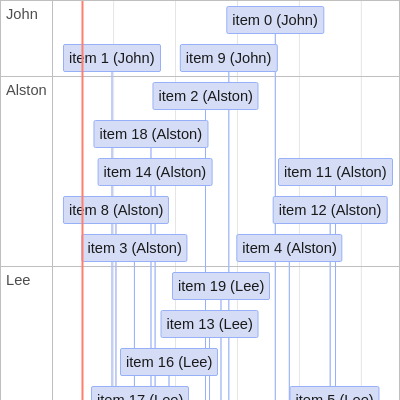 John
item 0 (John)
item 1 (John)
item 9 (John)
Alston
item 2 (Alston)
item 18 (Alston)
item 14 (Alston)
item 11 (Alston)
item 8 (Alston)
item 12 (Alston)
item 3 (Alston)
item 4 (Alston)
Lee
item 19 (Lee)
item 13 (Lee)
item 16 (Lee)
item 17 (Lee)
item 5 (Lee)